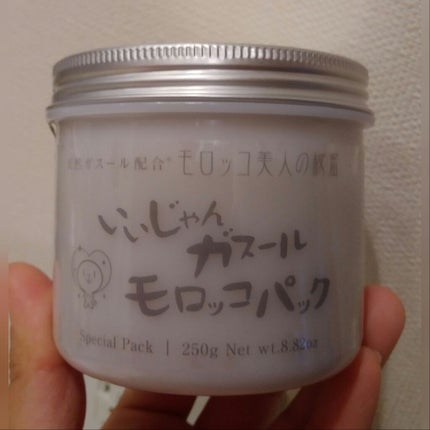 天然ガスール配合* モロッコ美人の秘密
いいじゃん
ガスール
モロッコパック
Special Pack | 250g Net wt.8.82oz